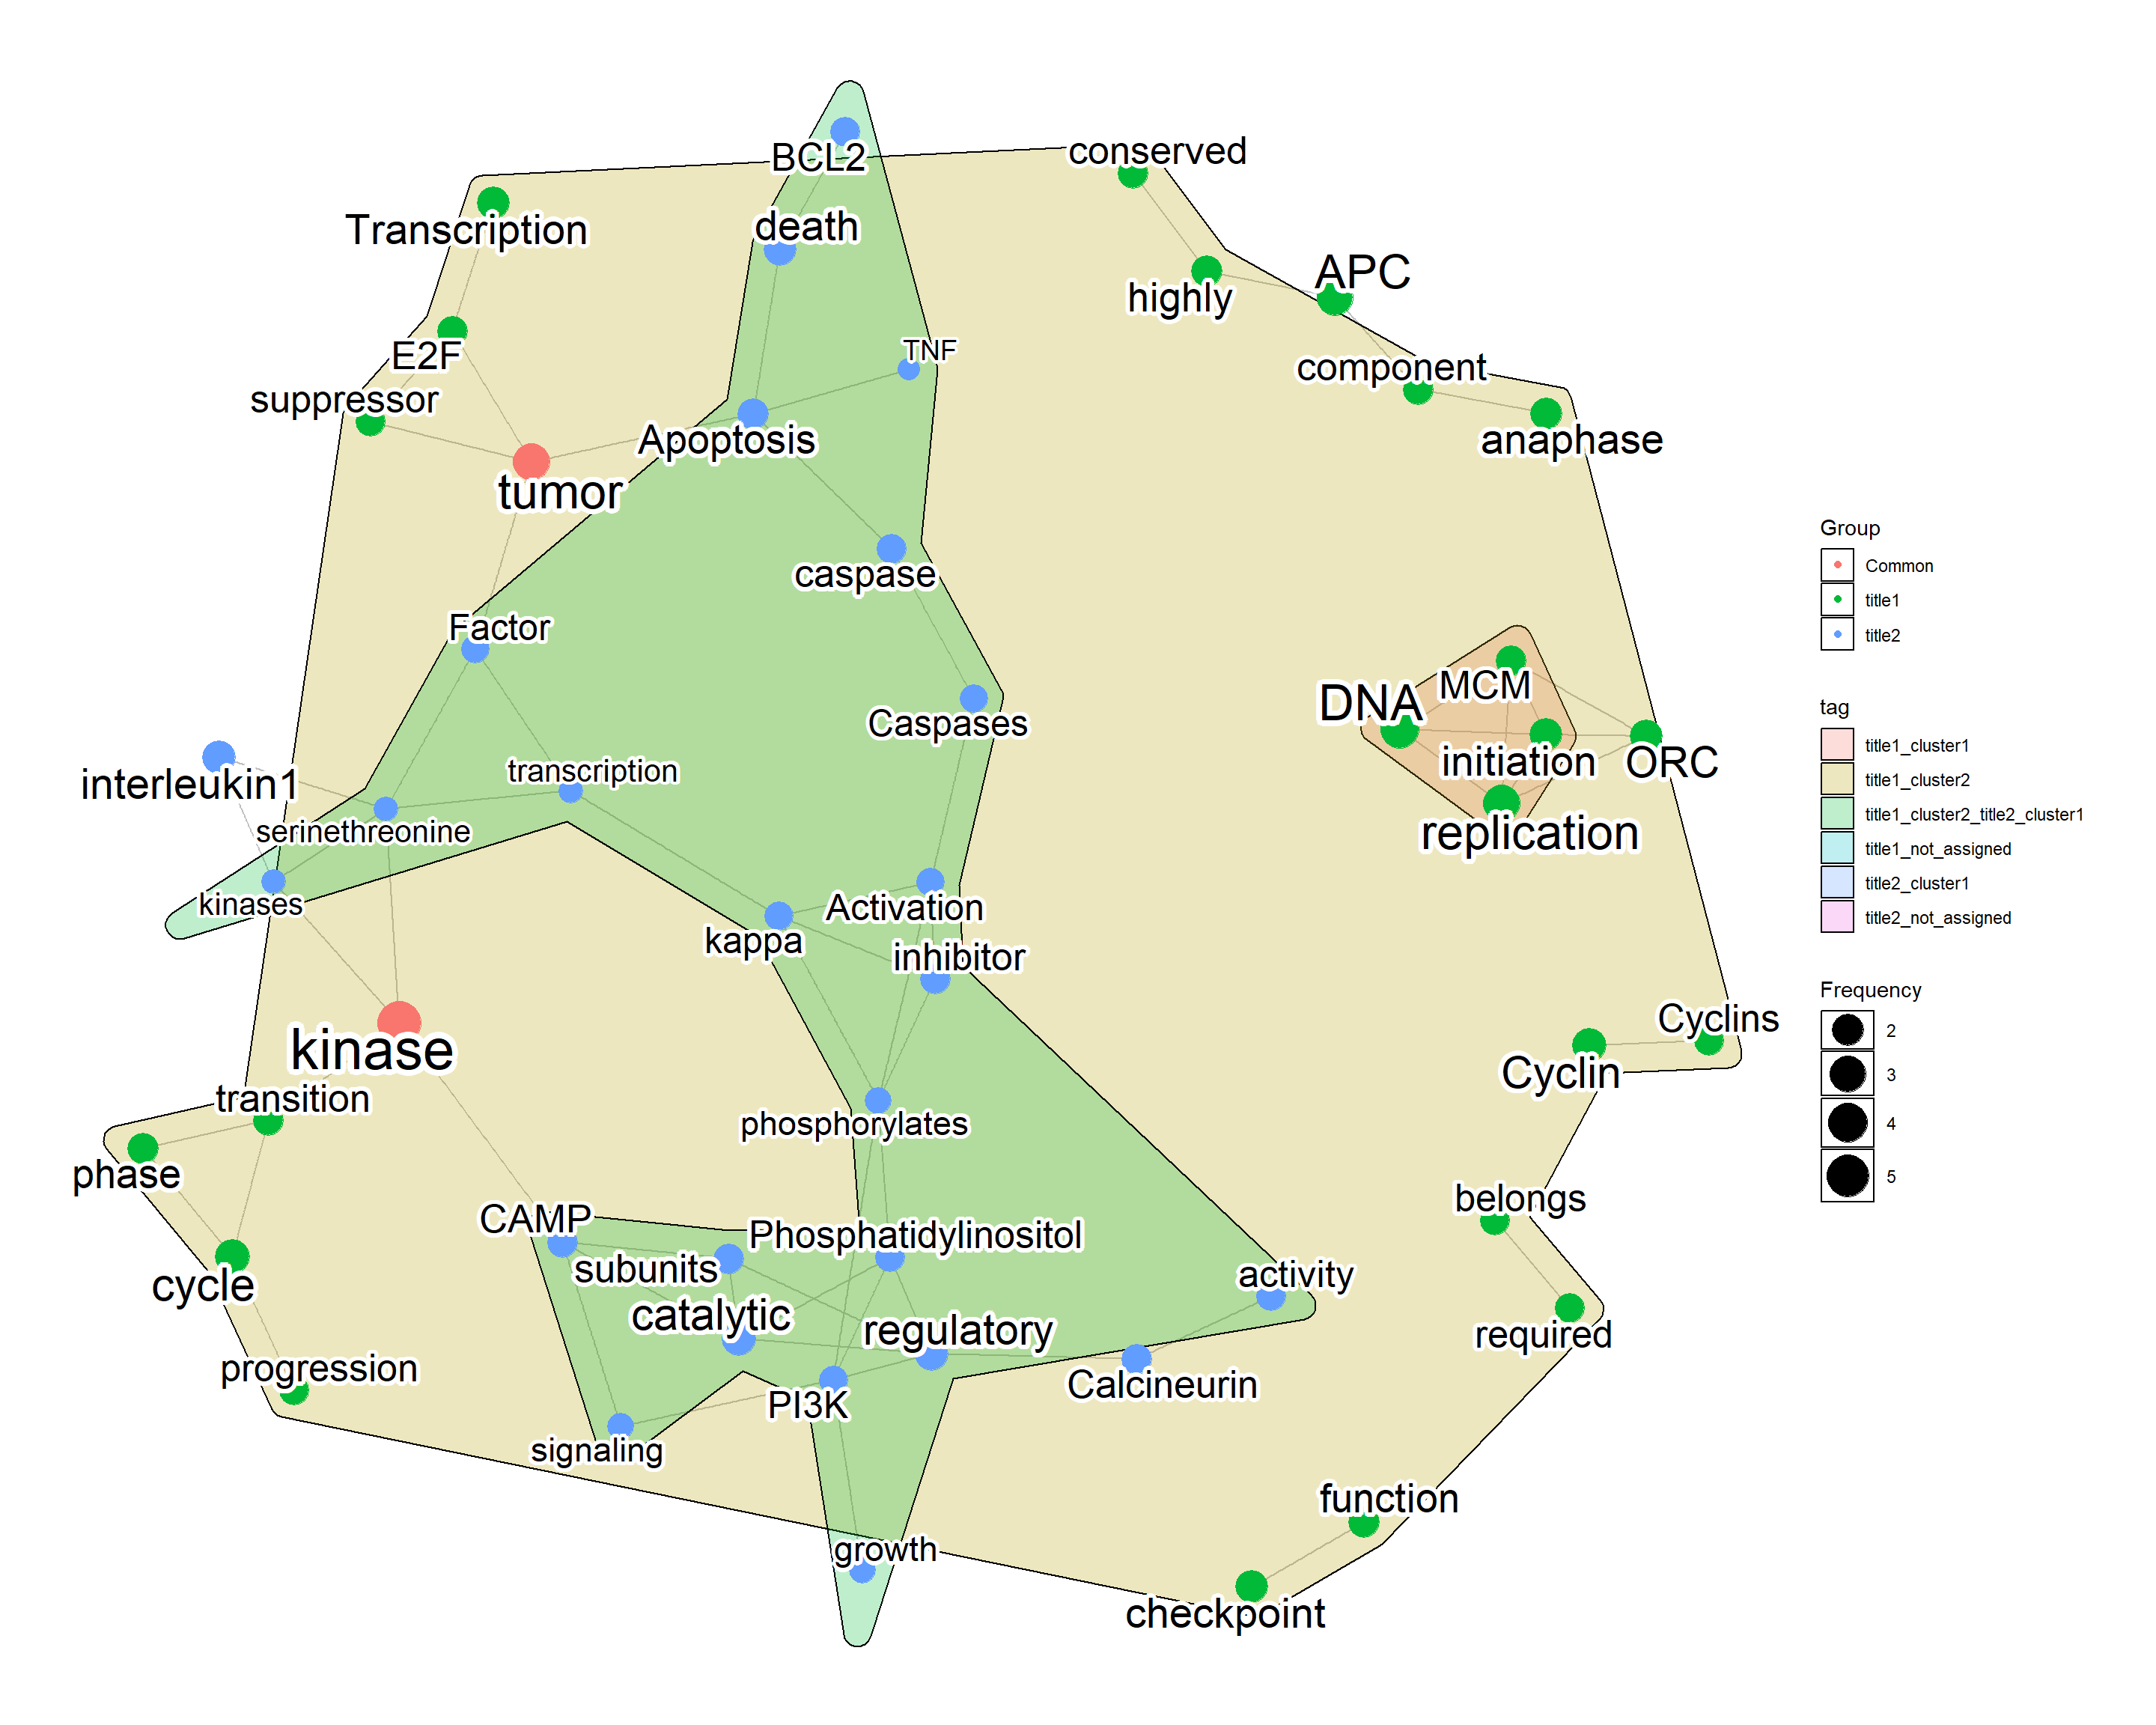 BCL2
conserved
death
Transcription
APC
highly
TNF
E2F
component
suppressor
Apoptosis
anaphase
tumor
caspase
Factor
MCM
DNA
Caspases
initiation
ORC
transcription
interleukin1
serinethreonine
replication
kinases
Activation
kappa
inhibitor
Cyclins
kinase
Cyclin
transition
phosphorylates
phase
belongs
CAMP
Phosphatidylinositol
subunits
activity
cycle
catalytic
regulatory
required
progression
Calcineurin
PI3K
signaling
function
growth
checkpoint
Group
Common
title1
title2
tag
title1_cluster1
title1_cluster2
title1_cluster2_title2_cluster1
title1_not_assigned
title2_cluster1
title2_not_assigned
Frequency
2
3
4
5